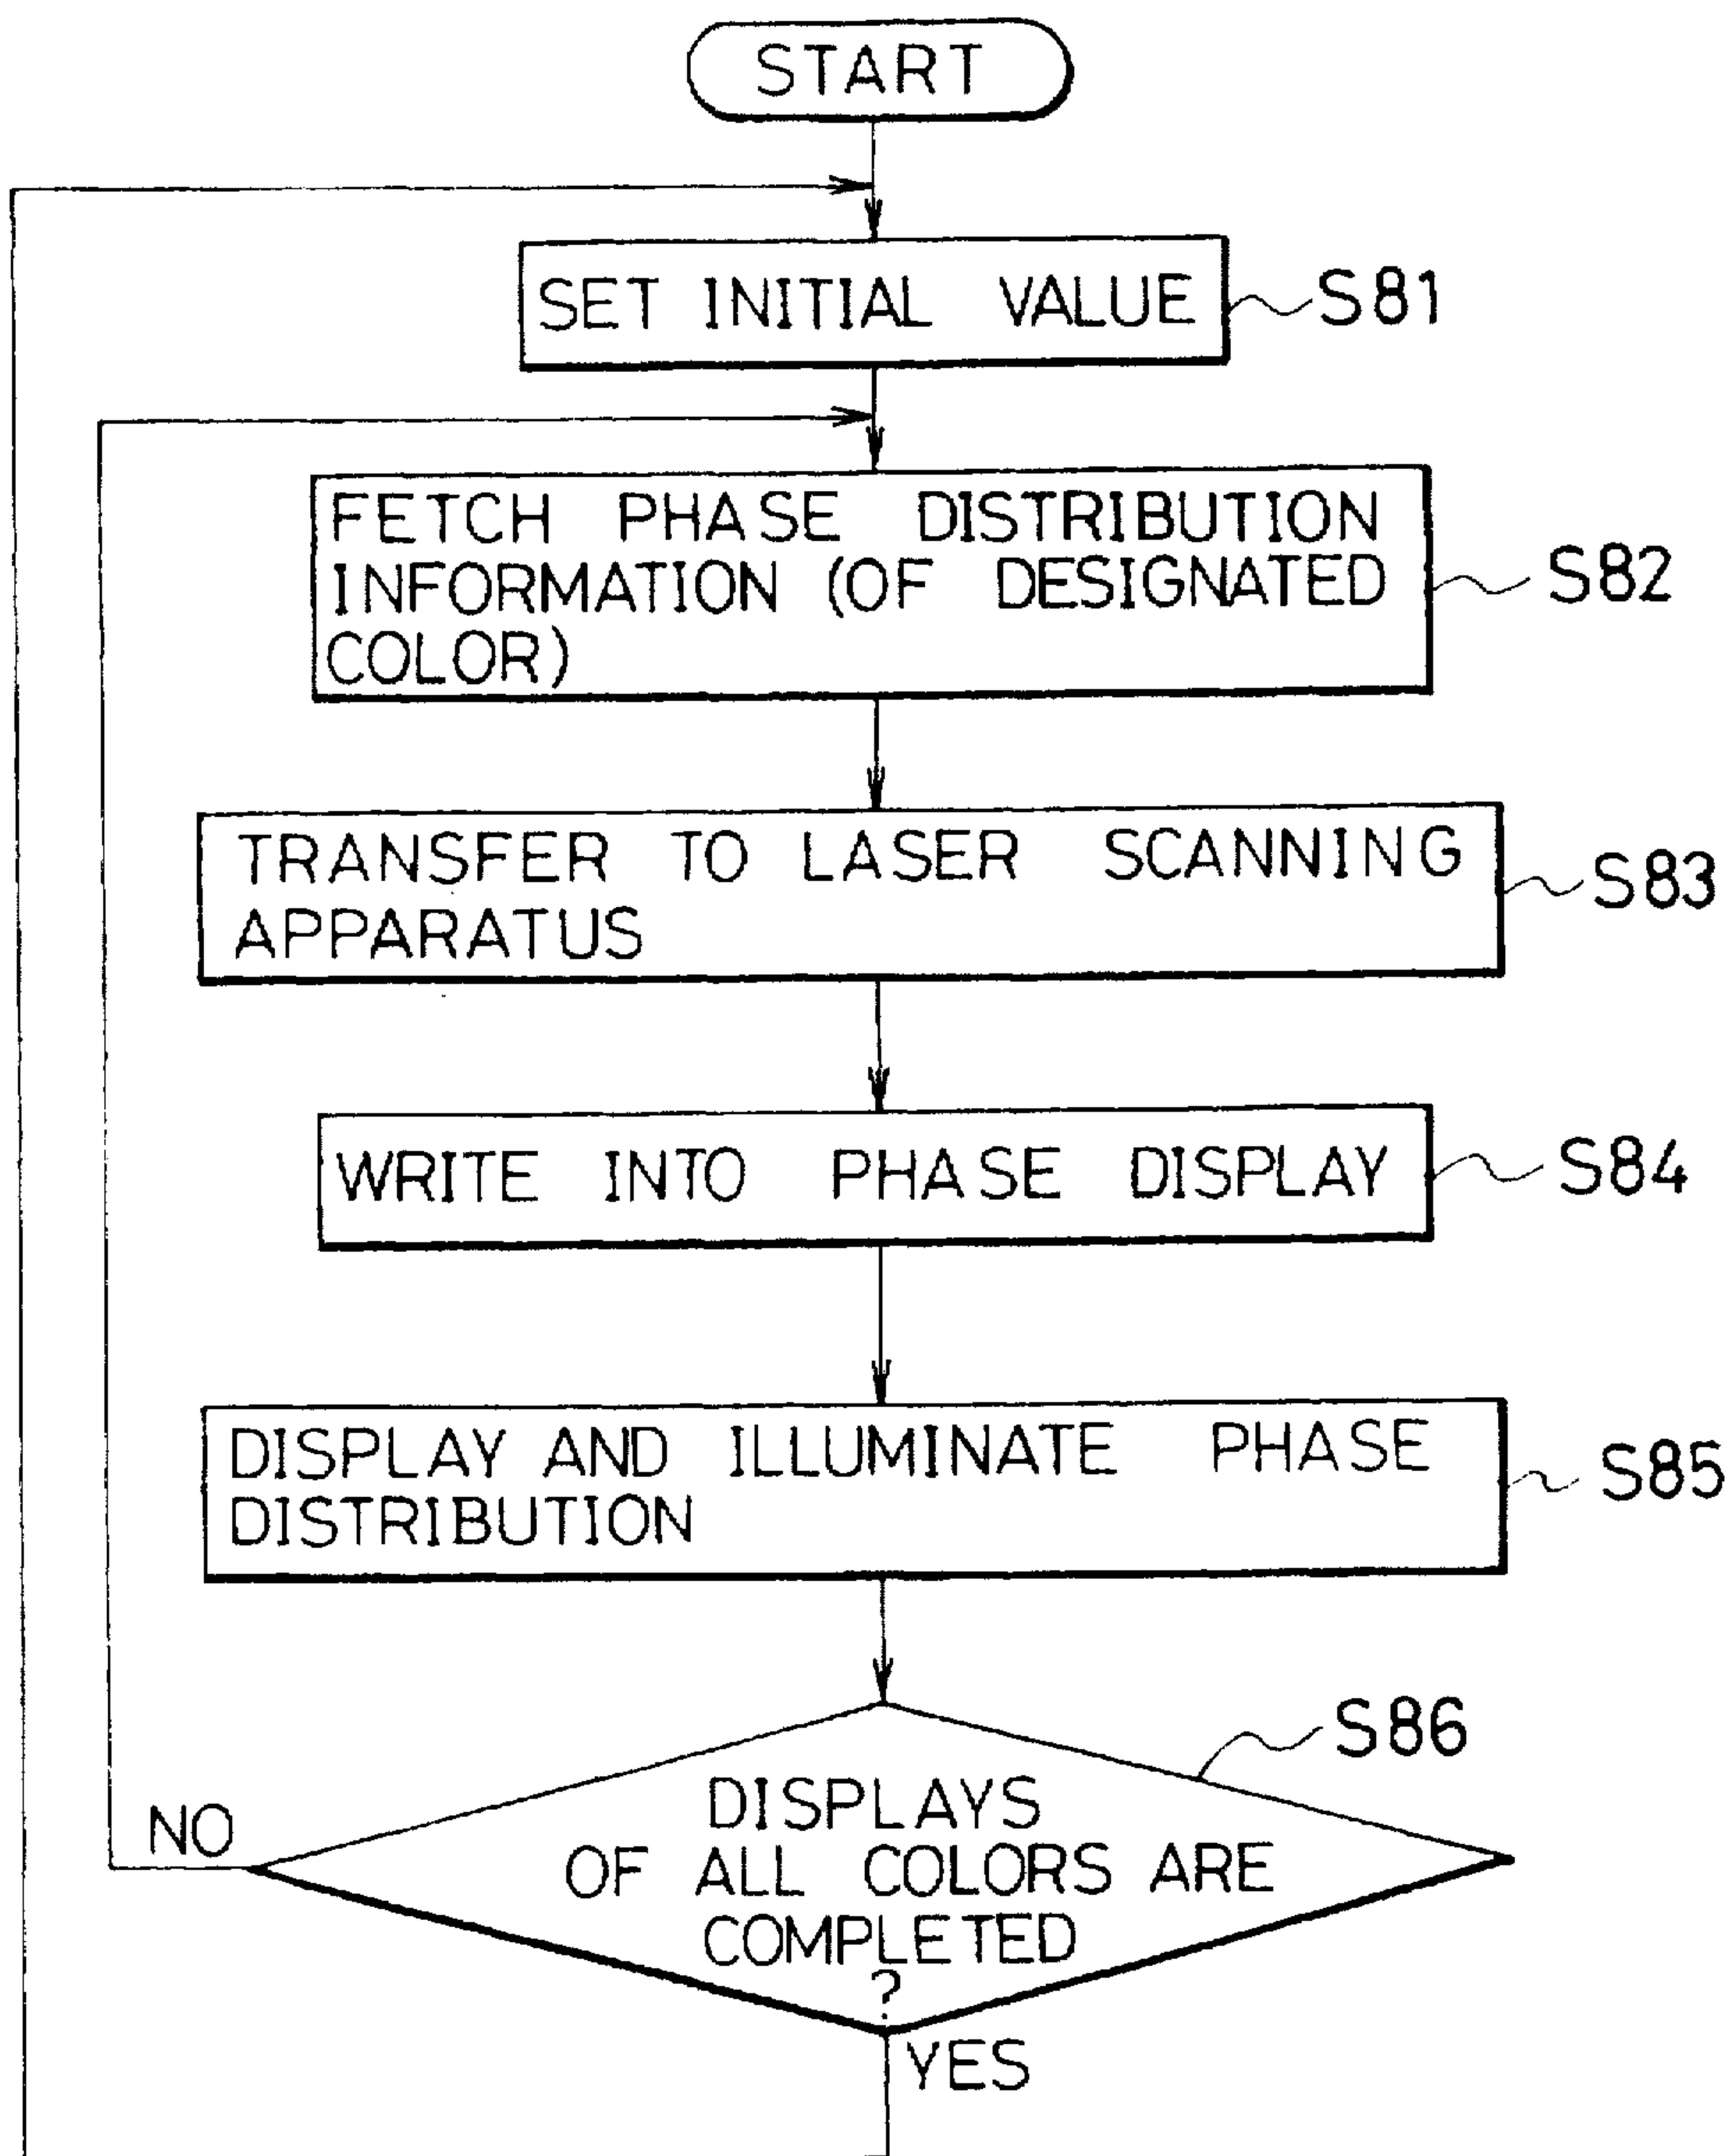 START
SET INITIAL VALUE
S81
FETCH PHASE DISTRIBUTION
INFORMATION (OF DESIGNATED
COLOR)
S82
TRANSFER TO LASER SCANNING
APPARATUS
S83
WRITE INTO PHASE DISPLAY
S84
DISPLAY AND ILLUMINATE PHASE
DISTRIBUTION
S85
S86
DISPLAYS
OF ALL COLORS ARE
COMPLETED
?
NO
YES